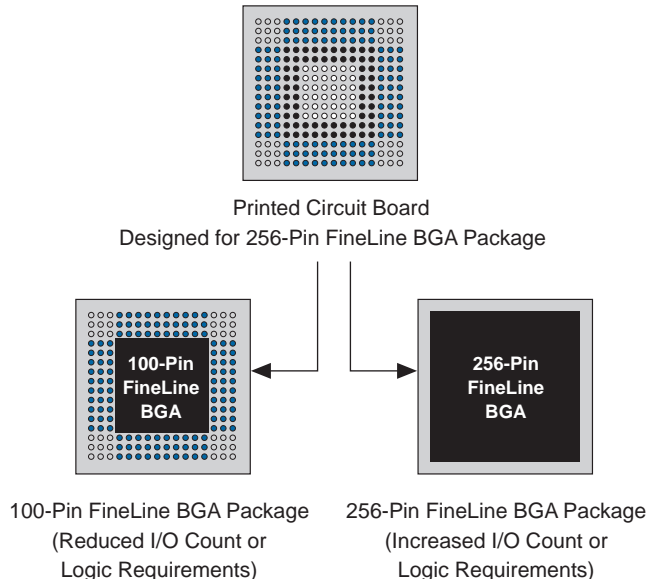 Printed Circuit Board
Designed for 256-Pin FineLine BGA Package
100-Pin
FineLine
BGA
256-Pin
FineLine
BGA
100-Pin FineLine BGA Package
(Reduced I/O Count or
Logic Requirements)
256-Pin FineLine BGA Package
(Increased I/O Count or
Logic Requirements)